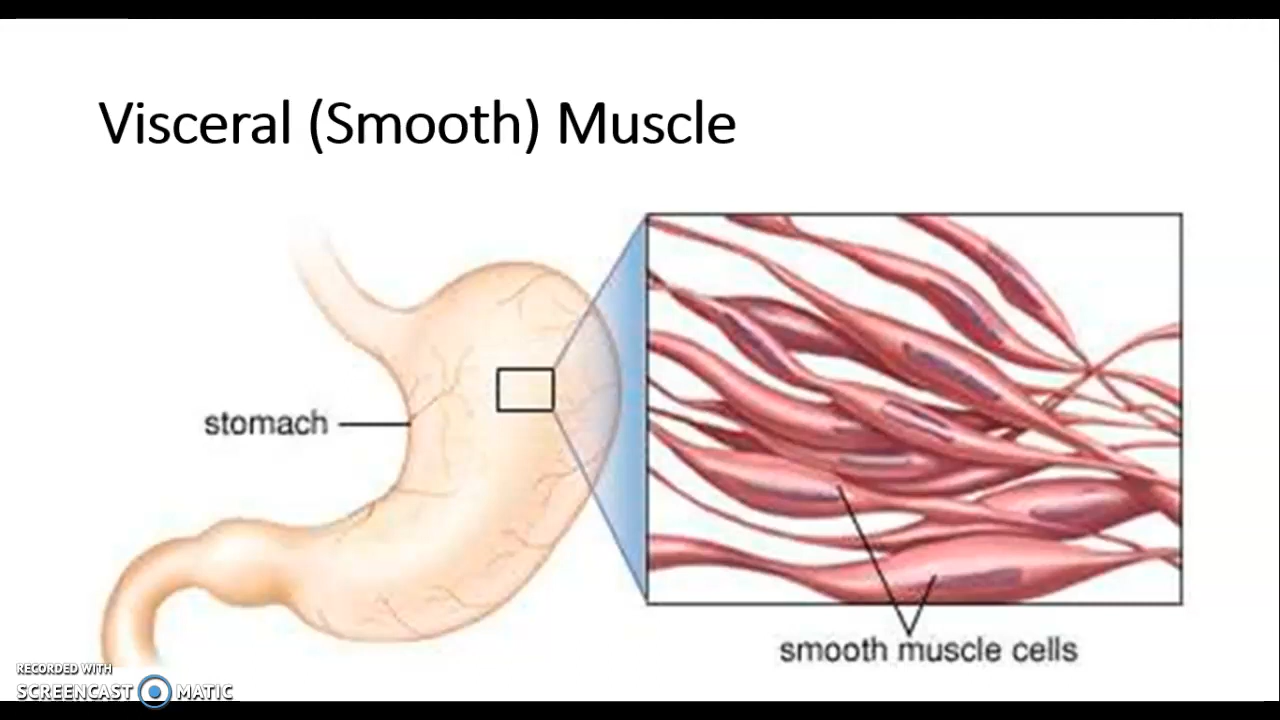 Visceral (Smooth) Muscle
stomach
smooth muscle cells
RECORDED WITH
SCREENCAST MATIC